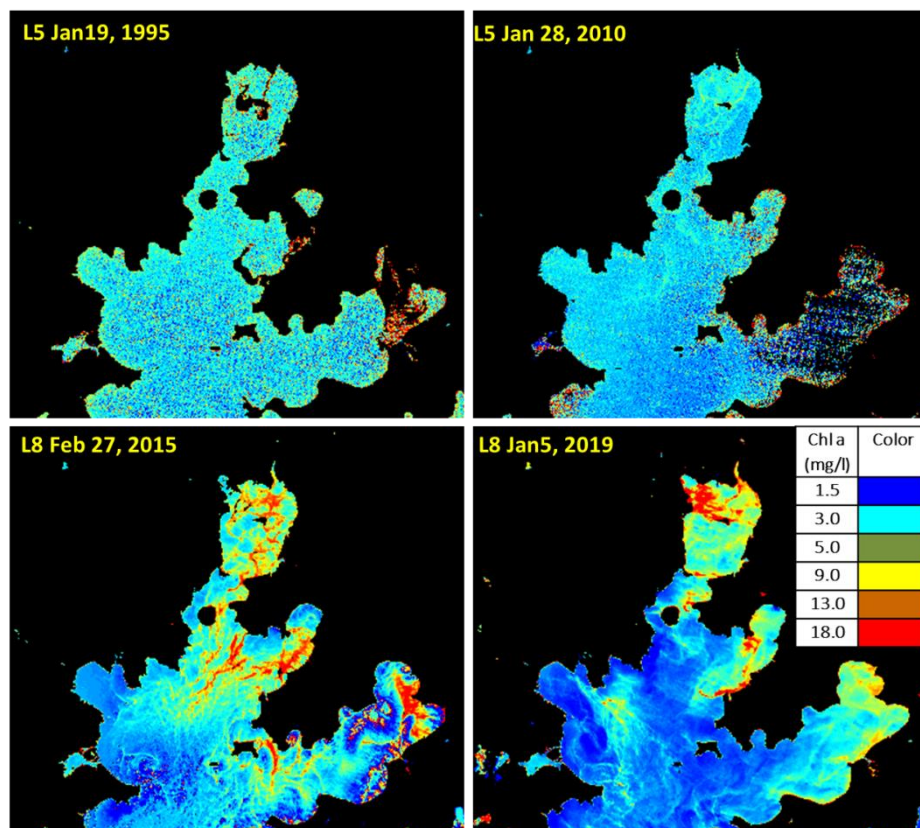 L5 Jan19, 1995
L5 Jan 28, 2010
L8 Feb 27, 2015
L8 Jan5, 2019
Chl a Color
(mg/l)
1.5
3.0
5.0
9.0
13.0
18.0